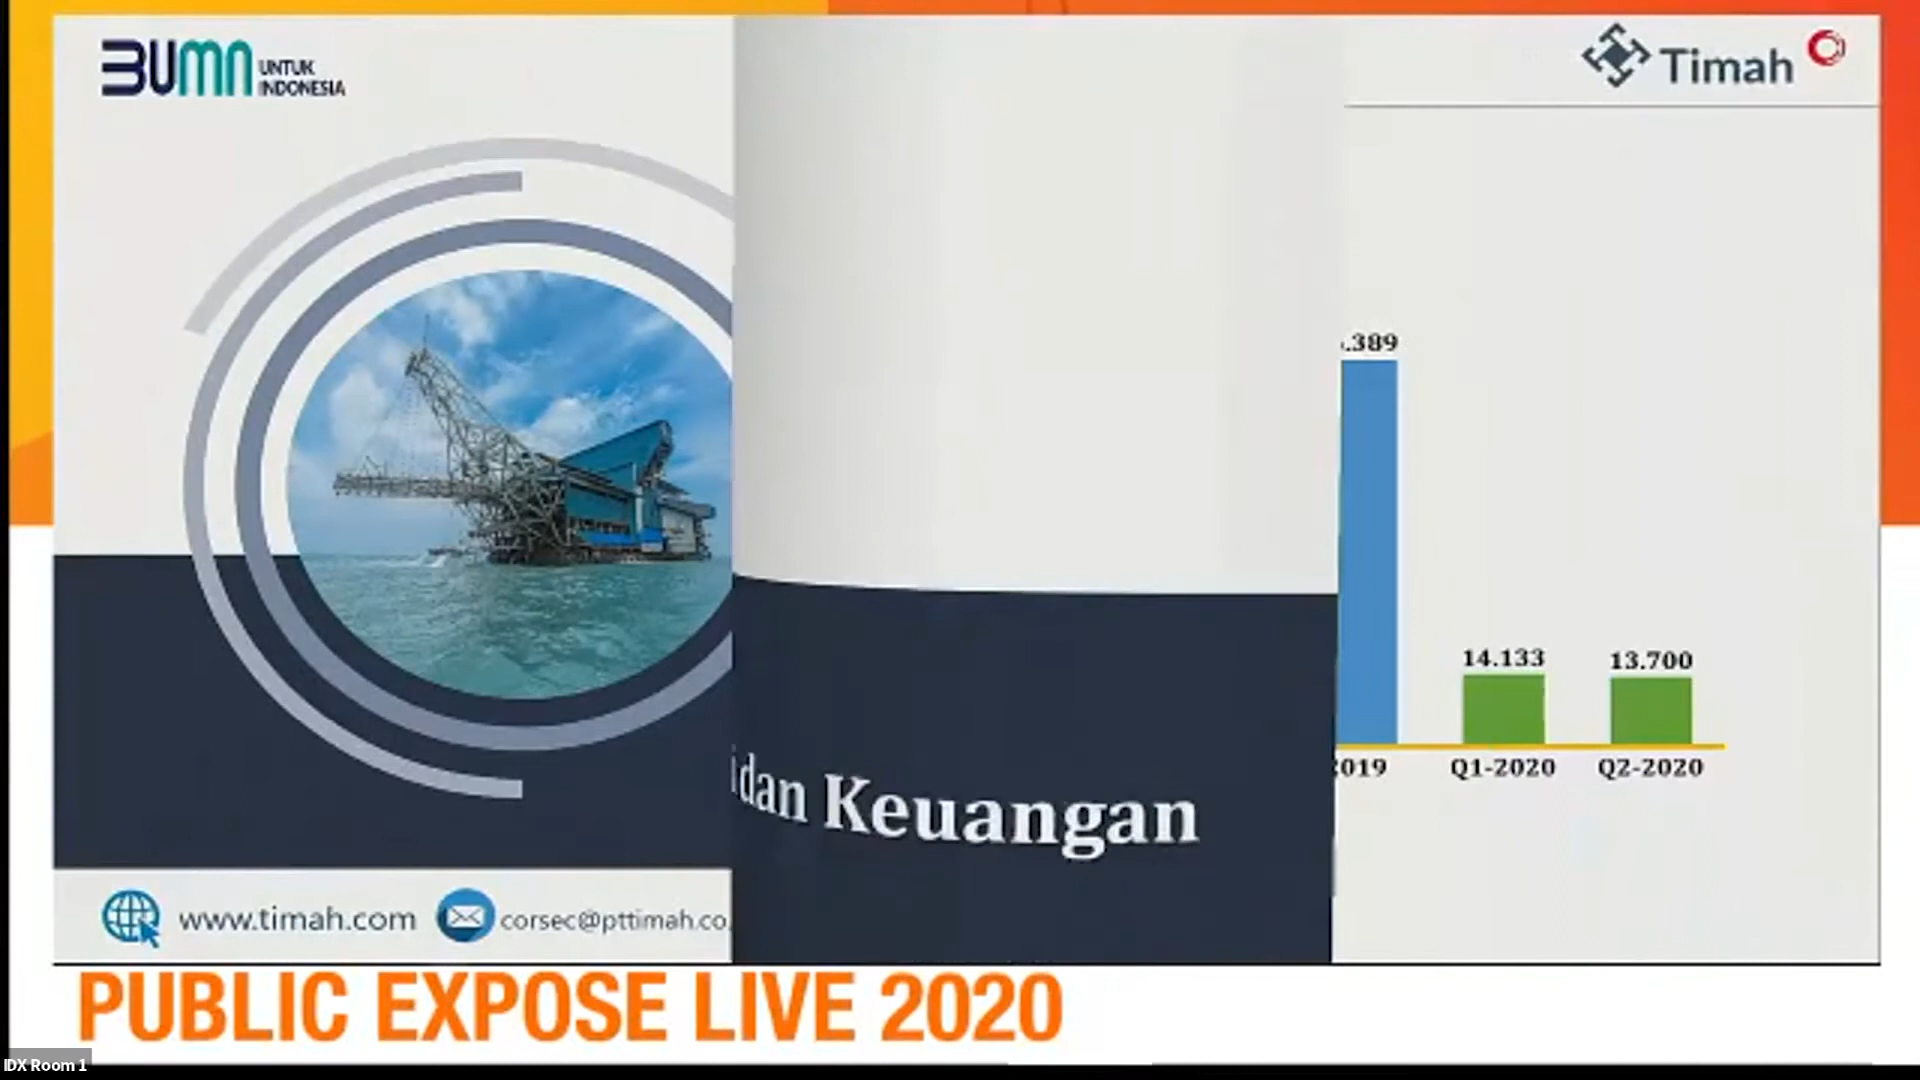 BUMN UNTUK
INDONESIA
Timah
.389
14.133
13.700
2019 Q1-2020 Q2-2020
dan Keuangan
www.timah.com corsec@pttimah.co.
PUBLIC EXPOSE LIVE 2020
IDX Room 1